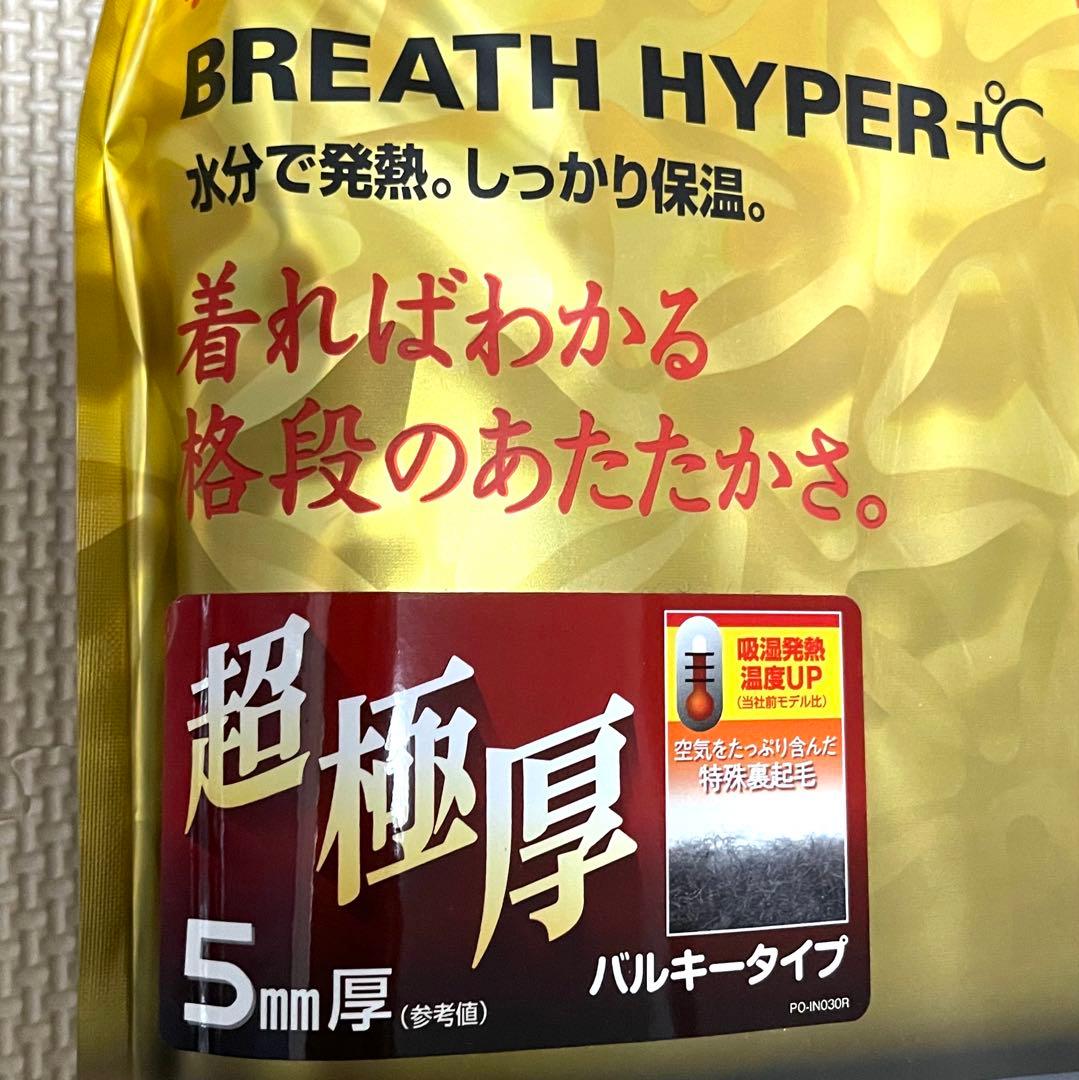 BREATH HYPER+℃
水分で発熱。しっかり保温。
着ればわかる
格段のあたたかさ。
超極厚
5mm厚(参考値)
吸湿発熱
温度UP
(当社前モデル比)
空気をたっぷり含んだ
特殊裏起毛
バルキータイプ
PO-IN030R